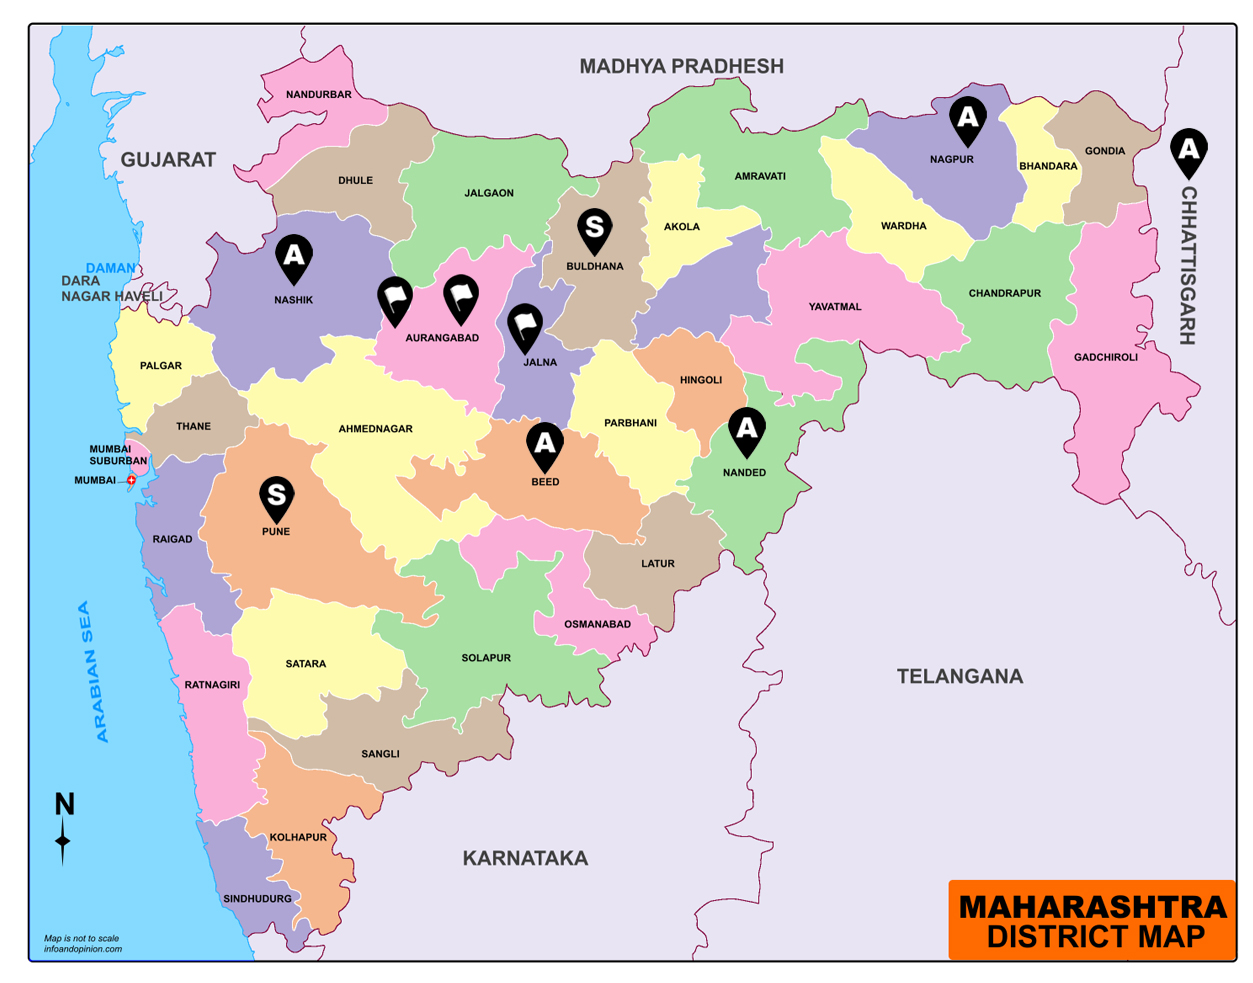 MADHYA PRADESH
NANDURBAR
GUJARAT
DHULE
JALGAON
AMRAVATI
A
NAGPUR
BHANDARA
GONDIA
A
CHHATTISGARH
S
BULDHANA
AKOLA
WARDHA
DAMAN
DARA
NAGAR HAVELI
A
NASHIK
AURANGABAD
JALNA
YAVATMAL
CHANDRAPUR
GADCHIROLI
PALGAR
THANE
AHMEDNAGAR
HINGOLI
PARBHANI
A
NANDED
MUMBAI
SUBURBAN
MUMBAI
A
BEED
S
PUNE
RAIGAD
LATUR
OSMANABAD
SATARA
SOLAPUR
RATNAGIRI
ARABIAN SEA
TELANGANA
SANGLI
N
KOLHAPUR
KARNATAKA
SINDHUDURG
MAHARASHTRA
DISTRICT MAP
Map is not to scale
infoandopinion.com